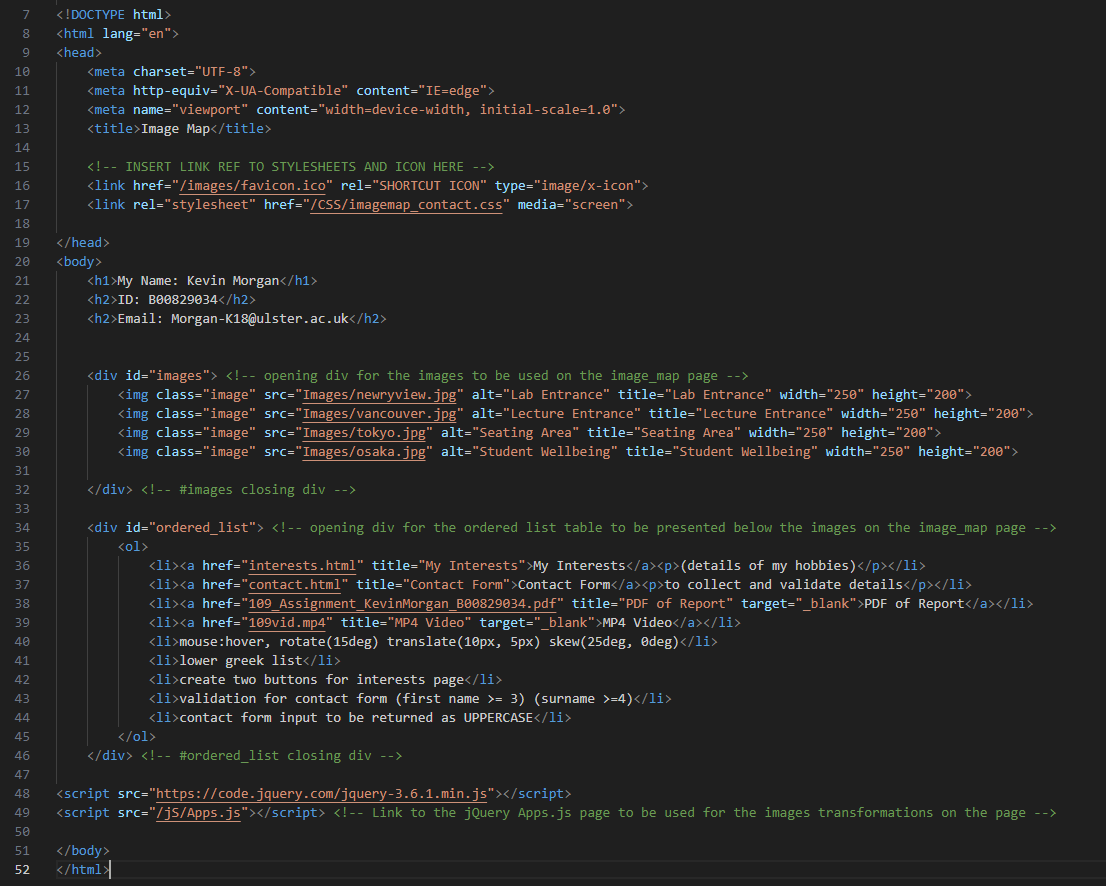 7 <!DOCTYPE html>
8 <html lang="en">
9 <head>
10 <meta charset="UTF-8">
11 <meta http-equiv="X-UA-Compatible" content="IE=edge">
12 <meta name="viewport" content="width=device-width, initial-scale=1.0">
13 <title>Image Map</title>
14
15 <!-- INSERT LINK REF TO STYLESHEETS AND ICON HERE -->
16 <link href="/images/favicon.ico" rel="SHORTCUT ICON" type="image/x-icon">
17 <link rel="stylesheet" href="/CSS/imagemap_contact.css" media="screen">
18
19 </head>
20 <body>
21 <h1>My Name: Kevin Morgan</h1>
22 <h2>ID: B00829034</h2>
23 <h2>Email: Morgan-K18@ulster.ac.uk</h2>
24
25
26 <div id="images"> <!-- opening div for the images to be used on the image_map page -->
27 <img class="image" src="Images/newryview.jpg" alt="Lab Entrance" title="Lab Entrance" width="250" height="200">
28 <img class="image" src="Images/vancouver.jpg" alt="Lecture Entrance" title="Lecture Entrance" width="250" height="200">
29 <img class="image" src="Images/tokyo.jpg" alt="Seating Area" title="Seating Area" width="250" height="200">
30 <img class="image" src="Images/osaka.jpg" alt="Student Wellbeing" title="Student Wellbeing" width="250" height="200">
31
32 </div> <!-- #images closing div -->
33
34 <div id="ordered_list"> <!-- opening div for the ordered list table to be presented below the images on the image_map page -->
35 <ol>
36 <li><a href="interests.html" title="My Interests">My Interests</a><p>(details of my hobbies)</p></li>
37 <li><a href="contact.html" title="Contact Form">Contact Form</a><p>to collect and validate details</p></li>
38 <li><a href="109_Assignment_KevinMorgan_B00829034.pdf" title="PDF of Report" target="_blank">PDF of Report</a></li>
39 <li><a href="109vid.mp4" title="MP4 Video" target="_blank">MP4 Video</a></li>
40 <li>mouse:hover, rotate(15deg) translate(10px, 5px) skew(25deg, 0deg)</li>
41 <li>lower greek list</li>
42 <li>create two buttons for interests page</li>
43 <li>validation for contact form (first name >= 3) (surname >=4)</li>
44 <li>contact form input to be returned as UPPERCASE</li>
45 </ol>
46 </div> <!-- #ordered_list closing div -->
47
48 <script src="https://code.jquery.com/jquery-3.6.1.min.js"></script>
49 <script src="/jS/Apps.js"></script> <!-- Link to the jQuery Apps.js page to be used for the images transformations on the page -->
50
51 </body>
52 </html>